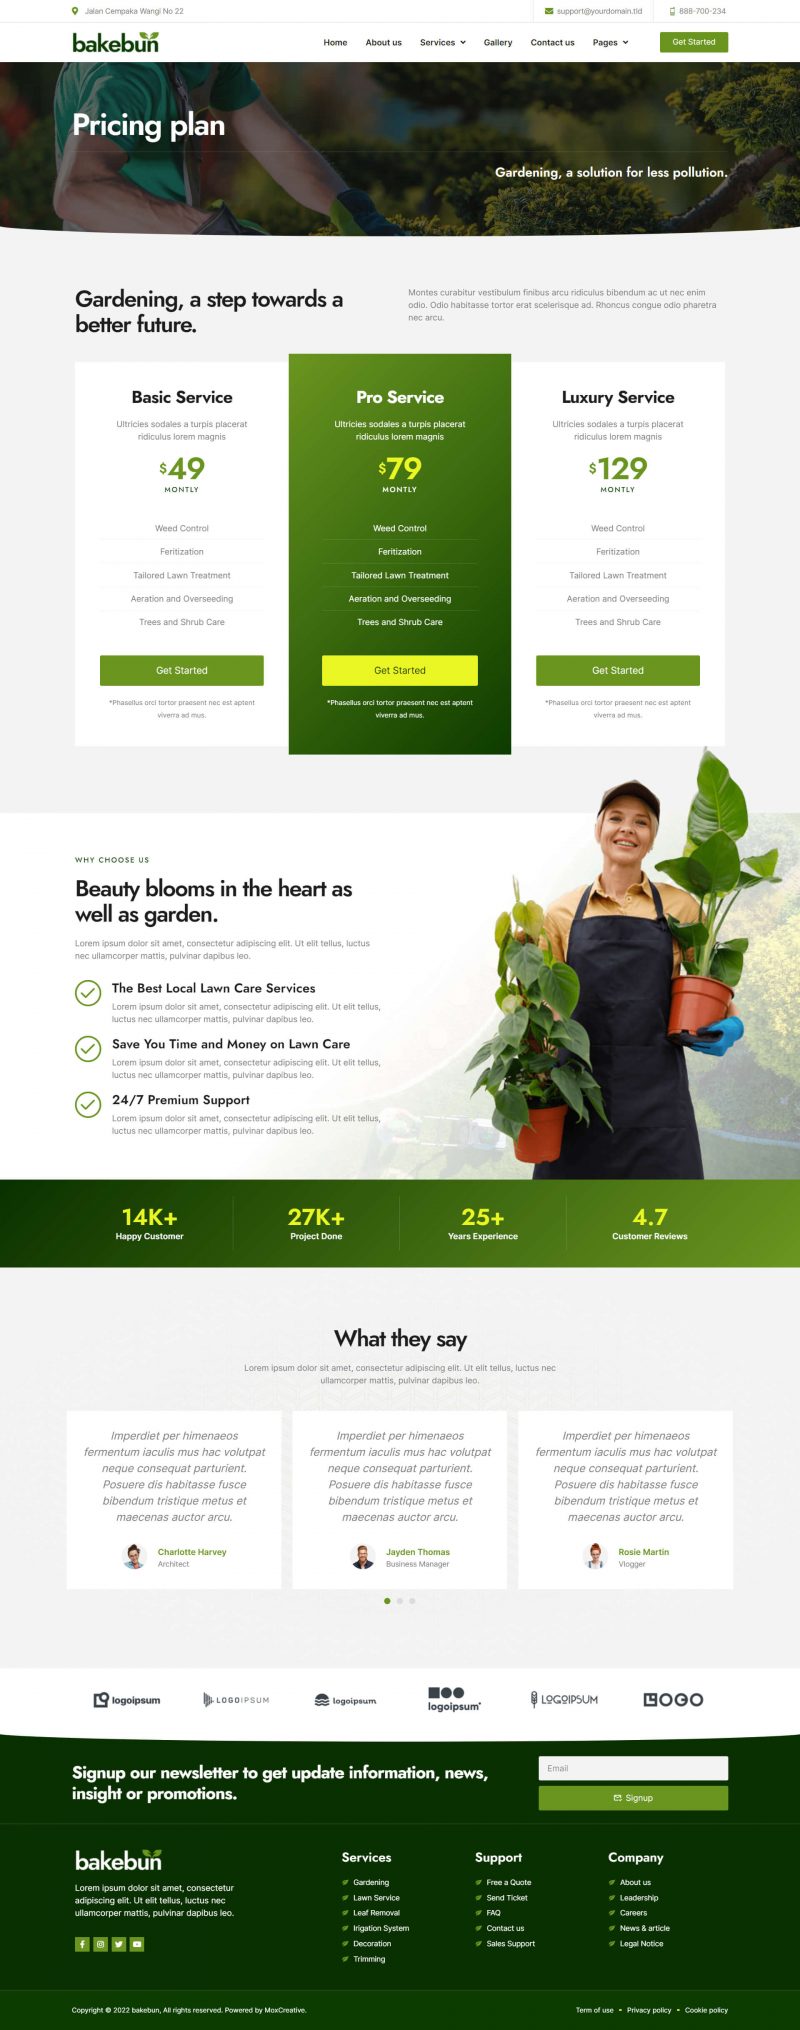 Jalan Cempaka Wangi No 22
support@yourdomain.tld
888-700-234
bakebun
Home
About us
Services
Gallery
Contact us
Pages
Get Started
Pricing plan
Gardening, a solution for less pollution.
Gardening, a step towards a
better future.
Montes curabitur vestibulum finibus arcu ridiculus bibendum ac ut nec enim
odio. Odio habitasse tortor erat scelerisque ad. Rhoncus congue odio pharetra
nec arcu.
Basic Service
Ultricies sodales a turpis placerat
ridiculus lorem magnis
$49
MONTLY
Weed Control
Feritization
Tailored Lawn Treatment
Aeration and Overseeding
Trees and Shrub Care
Get Started
*Phasellus orci tortor praesent nec est aptent
viverra ad mus.
Pro Service
Ultricies sodales a turpis placerat
ridiculus lorem magnis
$79
MONTLY
Weed Control
Feritization
Tailored Lawn Treatment
Aeration and Overseeding
Trees and Shrub Care
Get Started
*Phasellus orci tortor praesent nec est aptent
viverra ad mus.
Luxury Service
Ultricies sodales a turpis placerat
ridiculus lorem magnis
$129
MONTLY
Weed Control
Feritization
Tailored Lawn Treatment
Aeration and Overseeding
Trees and Shrub Care
Get Started
*Phasellus orci tortor praesent nec est aptent
viverra ad mus.
WHY CHOOSE US
Beauty blooms in the heart as
well as garden.
Lorem ipsum dolor sit amet, consectetur adipiscing elit. Ut elit tellus, luctus
nec ullamcorper mattis, pulvinar dapibus leo.
The Best Local Lawn Care Services
Lorem ipsum dolor sit amet, consectetur adipiscing elit. Ut elit tellus,
luctus nec ullamcorper mattis, pulvinar dapibus leo.
Save You Time and Money on Lawn Care
Lorem ipsum dolor sit amet, consectetur adipiscing elit. Ut elit tellus,
luctus nec ullamcorper mattis, pulvinar dapibus leo.
24/7 Premium Support
Lorem ipsum dolor sit amet, consectetur adipiscing elit. Ut elit tellus,
luctus nec ullamcorper mattis, pulvinar dapibus leo.
14K+
Happy Customer
27K+
Project Done
25+
Years Experience
4.7
Customer Reviews
What they say
Lorem ipsum dolor sit amet, consectetur adipiscing elit. Ut elit tellus, luctus nec
ullamcorper mattis, pulvinar dapibus leo.
Imperdiet per himenaeos
fermentum iaculis mus hac volutpat
neque consequat parturient.
Posuere dis habitasse fusce
bibendum tristique metus et
maecenas auctor arcu.
Charlotte Harvey
Architect
Imperdiet per himenaeos
fermentum iaculis mus hac volutpat
neque consequat parturient.
Posuere dis habitasse fusce
bibendum tristique metus et
maecenas auctor arcu.
Jayden Thomas
Business Manager
Imperdiet per himenaeos
fermentum iaculis mus hac volutpat
neque consequat parturient.
Posuere dis habitasse fusce
bibendum tristique metus et
maecenas auctor arcu.
Rosie Martin
Vlogger
logoipsum
LOGOIPSUM
logoipsum
logoipsum
LOGOIPSUM
LOGO
Signup our newsletter to get update information, news,
insight or promotions.
Email
Signup
bakebun
Lorem ipsum dolor sit amet, consectetur
adipiscing elit. Ut elit tellus, luctus nec
ullamcorper mattis, pulvinar dapibus leo.
Services
Gardening
Lawn Service
Leaf Removal
Irigation System
Decoration
Trimming
Support
Free a Quote
Send Ticket
FAQ
Contact us
Sales Support
Company
About us
Leadership
Careers
News & article
Legal Notice
Copyright © 2022 bakebun, All rights reserved. Powered by MoxCreative.
Term of use
Privacy policy
Cookie policy